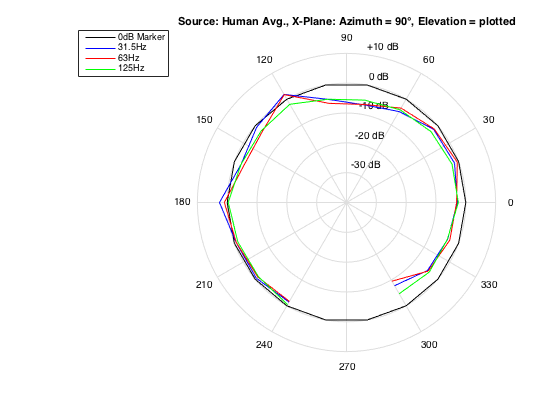 Source: Human Avg., X-Plane: Azimuth = 90°, Elevation = plotted
0dB Marker
31.5Hz
63Hz
125Hz
90
+10 dB
120
60
0 dB
-10 dB
150
30
-20 dB
-30 dB
180
0
210
330
240
300
270